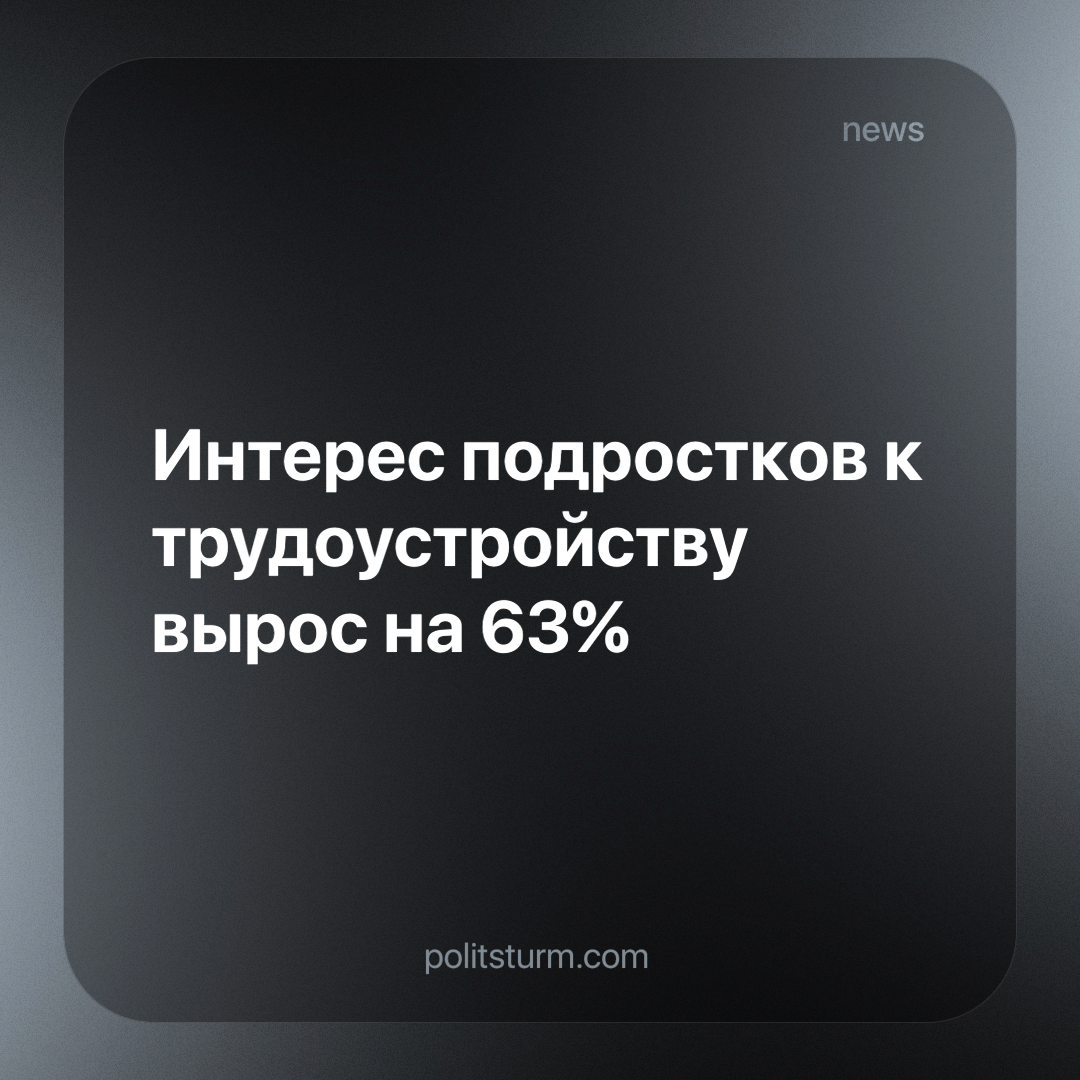 news
Интерес подростков к
трудоустройству
вырос на 63%
politsturm.com